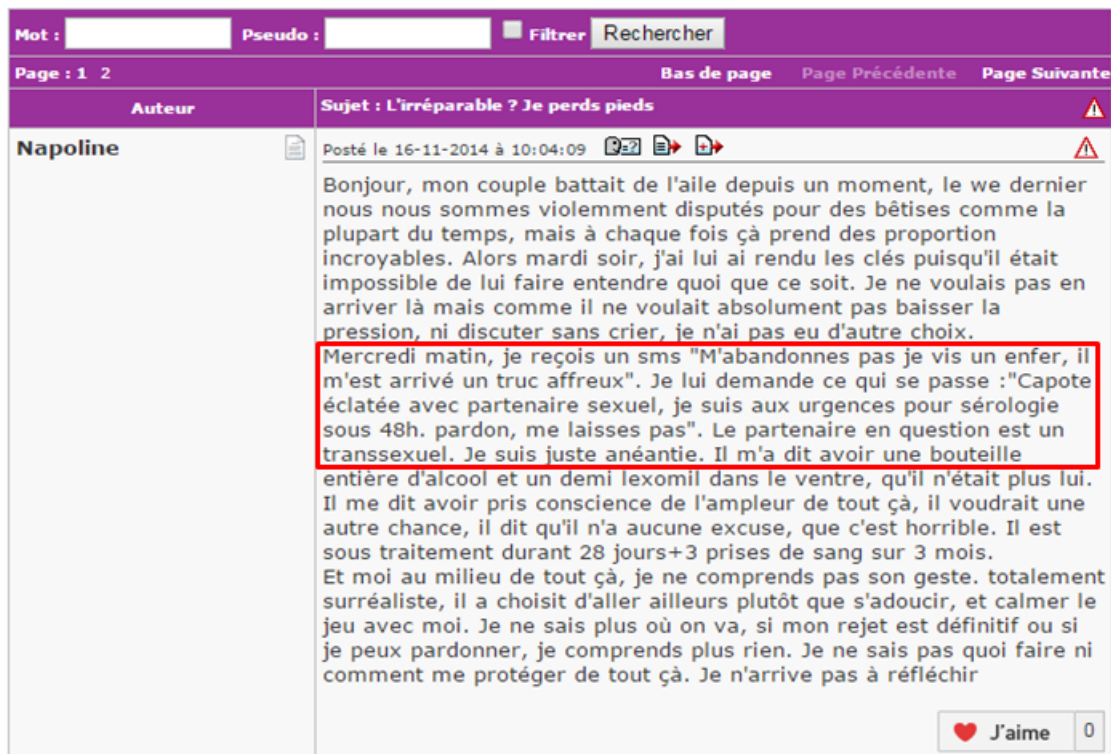 Mot : Pseudo : Filtrer Rechercher
Page : 1 2 Bas de page Page Précédente Page Suivante
Auteur Sujet : L'irréparable ? Je perds pieds
Napoline Posté le 16-11-2014 à 10:04:09
Bonjour, mon couple battait de l'aile depuis un moment, le we dernier
nous nous sommes violemment disputés pour des bêtises comme la
plupart du temps, mais à chaque fois çà prend des proportion
incroyables. Alors mardi soir, j'ai lui ai rendu les clés puisqu'il était
impossible de lui faire entendre quoi que ce soit. Je ne voulais pas en
arriver là mais comme il ne voulait absolument pas baisser la
pression, ni discuter sans crier, je n'ai pas eu d'autre choix.
Mercredi matin, je reçois un sms "M'abandonnes pas je vis un enfer, il
m'est arrivé un truc affreux". Je lui demande ce qui se passe :"Capote
éclatée avec partenaire sexuel, je suis aux urgences pour sérologie
sous 48h. pardon, me laisses pas". Le partenaire en question est un
transsexuel. Je suis juste anéantie. Il m'a dit avoir une bouteille
entière d'alcool et un demi lexomil dans le ventre, qu'il n'était plus lui.
Il me dit avoir pris conscience de l'ampleur de tout çà, il voudrait une
autre chance, il dit qu'il n'a aucune excuse, que c'est horrible. Il est
sous traitement durant 28 jours+3 prises de sang sur 3 mois.
Et moi au milieu de tout çà, je ne comprends pas son geste. totalement
surréaliste, il a choisit d'aller ailleurs plutôt que s'adoucir, et calmer le
jeu avec moi. Je ne sais plus où on va, si mon rejet est définitif ou si
je peux pardonner, je comprends plus rien. Je ne sais pas quoi faire ni
comment me protéger de tout çà. Je n'arrive pas à réfléchir
J'aime 0